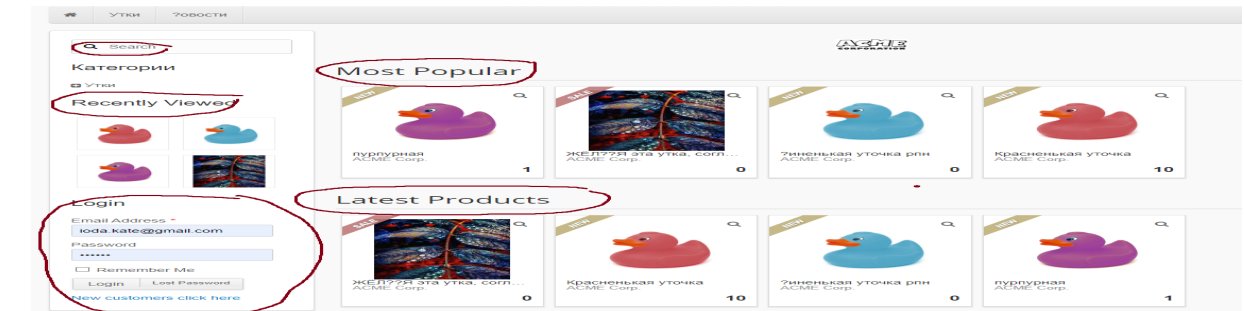 Утки ?овости
Search
Категории
Утки
Recently Viewed
Login
Email Address *
ioda.kate@gmail.com
Password
••••••
Remember Me
Login Lost Password
New customers click here
ACME
CORPORATION
Most Popular
NEW
пурпурная
ACME Corp.
1
SALE
ЖЁЛ??Я эта утка, согл...
ACME Corp.
0
NEW
?иненькая уточка рпн
ACME Corp.
0
NEW
Красненькая уточка
ACME Corp.
10
Latest Products
SALE
ЖЁЛ??Я эта утка, согл...
ACME Corp.
0
NEW
Красненькая уточка
ACME Corp.
10
NEW
?иненькая уточка рпн
ACME Corp.
0
NEW
пурпурная
ACME Corp.
1